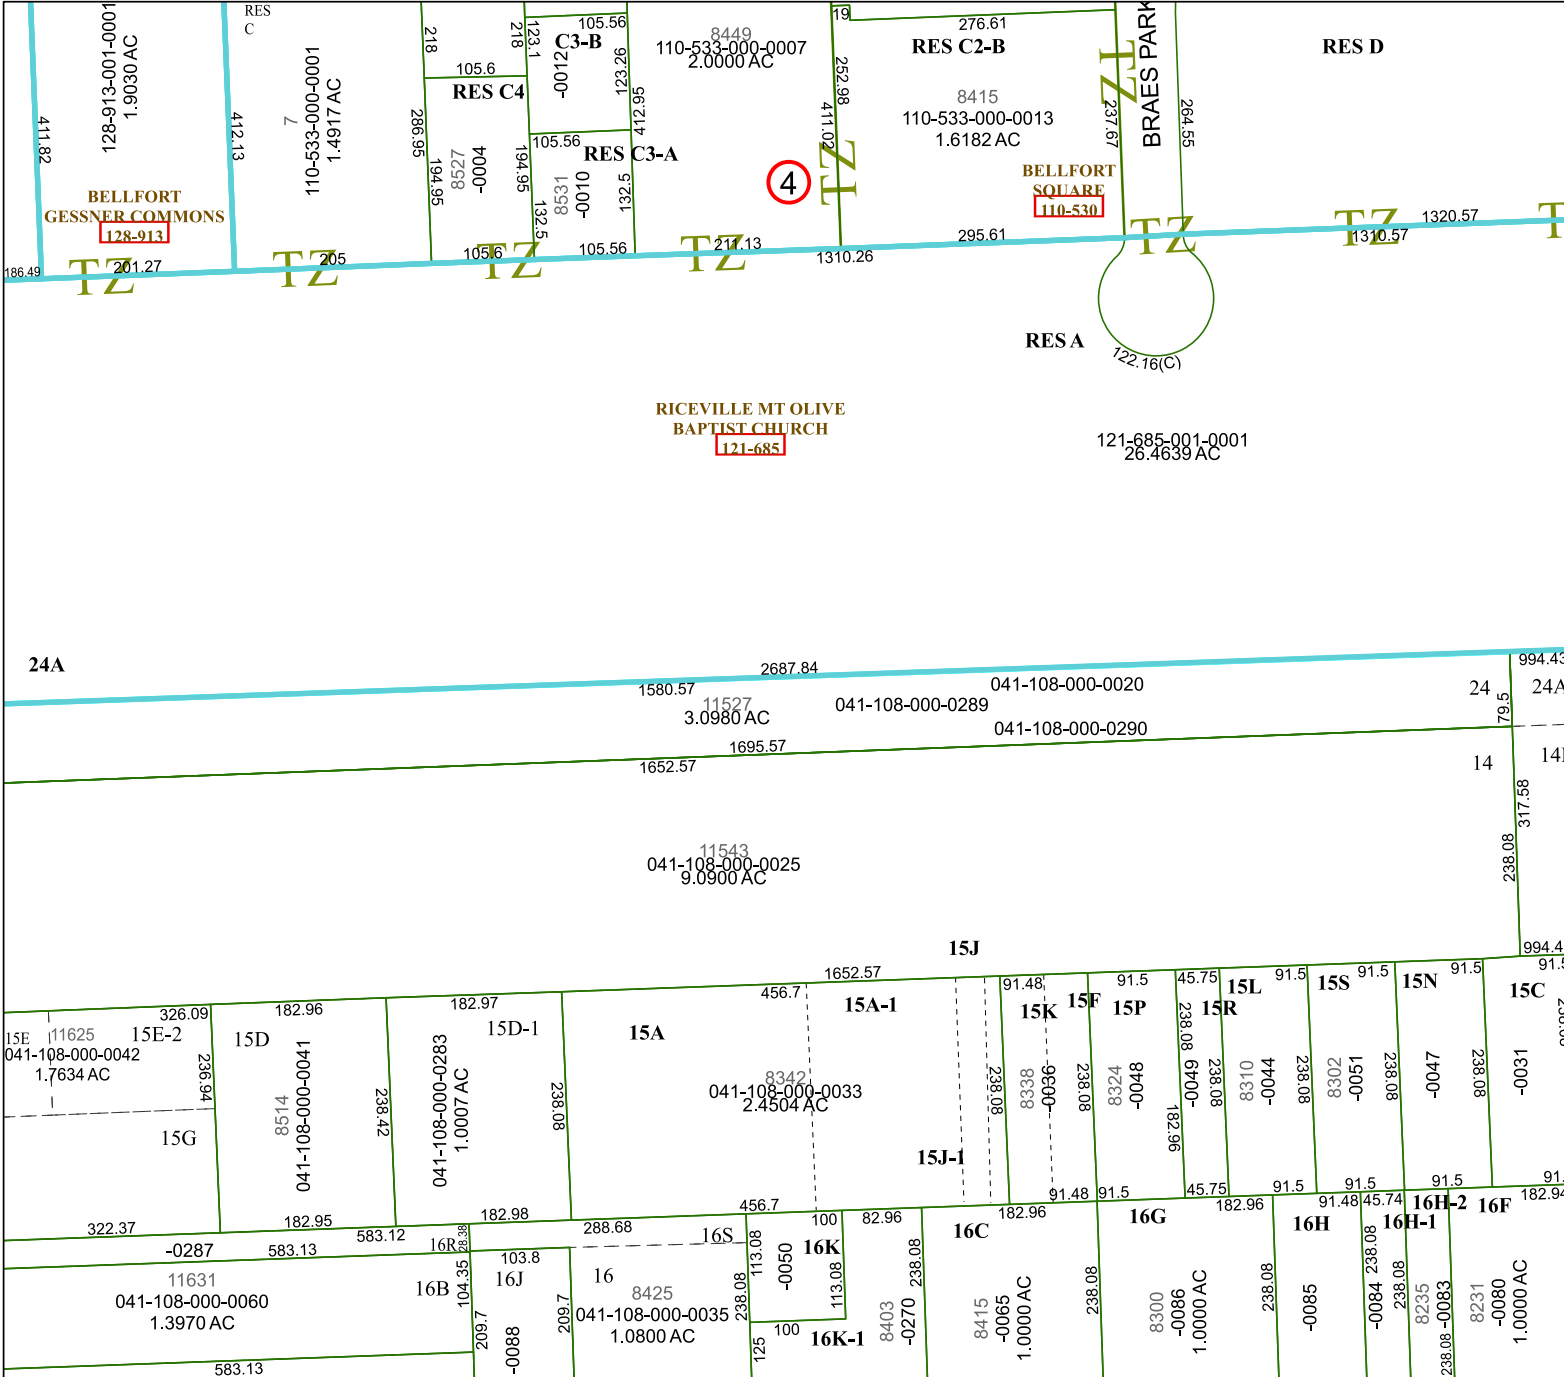 128-913-001-0001
1.9030 AC
411.82
BELLFORT
GESSNER COMMONS
128-913
186.49
201.27
TZ
RES
C
412.13
7
110-533-000-0001
1.4917 AC
205
TZ
218
286.95
105.6
RES C4
194.95
8527
-0004
105.6
TZ
218
123.1
105.56
C3-B
-0012
123.26
105.56
RES C3-A
194.95
132.5
8531
-0010
132.5
105.56
412.95
8449
110-533-000-0007
2.0000 AC
4
211.13
TZ
19
276.61
252.98
411.02
TZ
RES C2-B
8415
110-533-000-0013
1.6182 AC
BELLFORT
SQUARE
110-530
295.61
1310.26
TZ
237.67
BRAES PARK
264.55
TZ
RES D
TZ
1310.57
1320.57
T
RES A
122.16(C)
RICEVILLE MT OLIVE
BAPTIST CHURCH
121-685
121-685-001-0001
26.4639 AC
24A
2687.84
994.43
1580.57
11527
3.0980 AC
041-108-000-0020
041-108-000-0289
041-108-000-0290
24
24A
79.5
1695.57
1652.57
14
317.58
238.08
11543
041-108-000-0025
9.0900 AC
15J
994.4
1652.57
326.09
15E
11625
15E-2
041-108-000-0042
1.7634 AC
236.94
15G
322.37
182.96
15D
8514
041-108-000-0041
238.42
182.95
182.97
15D-1
041-108-000-0283
1.0007 AC
238.08
182.98
456.7
15A
15A-1
8342
041-108-000-0033
2.4504 AC
15J-1
456.7
238.08
91.48
15K
8338
-0036
91.48
15F
238.08
91.5
15P
8324
-0048
91.5
182.96
45.75
238.08
15R
-0049
45.75
238.08
15L
91.5
8310
-0044
91.5
238.08
15S
91.5
8302
-0051
91.5
238.08
15N
91.5
-0047
91.5
238.08
15C
91.5
-0031
91.
583.12
-0287
583.13
16R
28.38
288.68
11631
041-108-000-0060
1.3970 AC
583.13
16B
104.35
209.7
103.8
16J
-0088
209.7
16
16S
8425
041-108-000-0035
1.0800 AC
113.08
238.08
125
100
-0050
113.08
100
16K
16K-1
82.96
8403
-0270
238.08
182.96
16C
8415
-0065
1.0000 AC
238.08
16G
182.96
8300
-0086
1.0000 AC
238.08
91.48
16H
-0085
45.74
16H-1
238.08
-0084
238.08
16H-2
8235
-0083
238.08
16F
182.94
8231
-0080
1.0000 AC